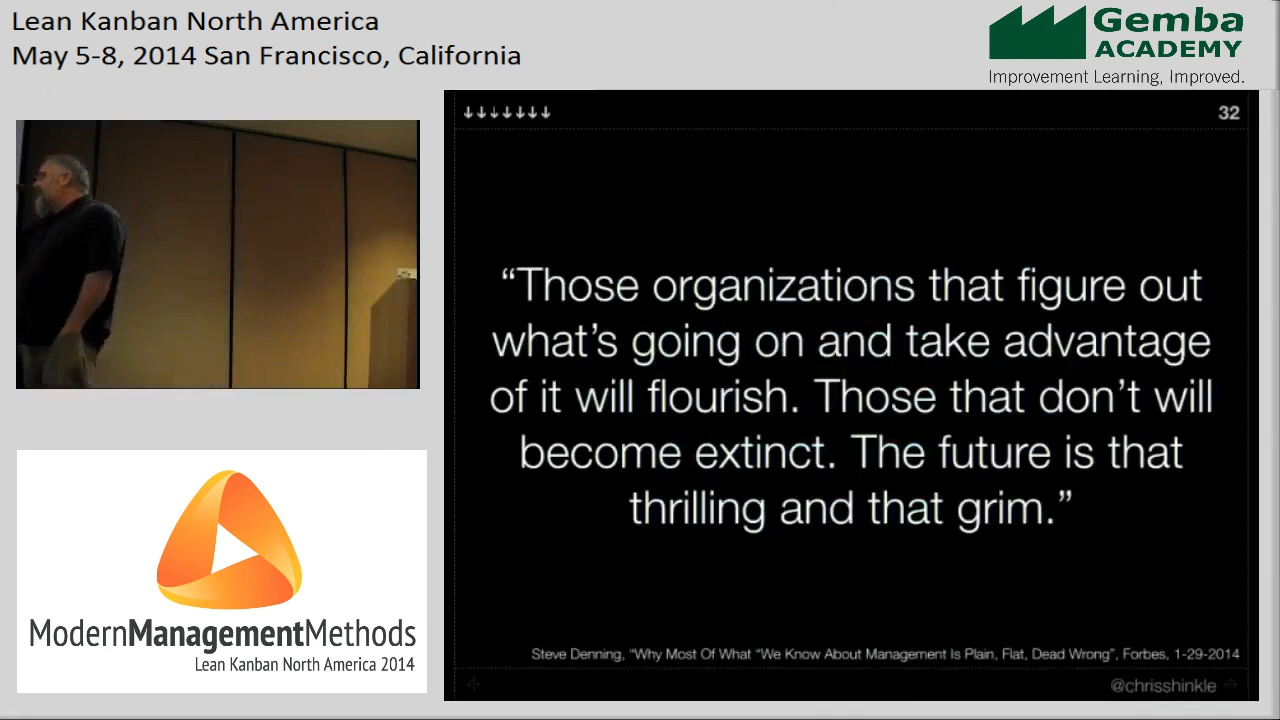 Lean Kanban North America
May 5-8, 2014 San Francisco, California
Gemba
ACADEMY
Improvement Learning, Improved.
32
“Those organizations that figure out
what’s going on and take advantage
of it will flourish. Those that don’t will
become extinct. The future is that
thrilling and that grim.”
Steve Denning, “Why Most Of What “We Know About Management Is Plain, Flat, Dead Wrong”, Forbes, 1-29-2014
@chrisshinkle
ModernManagementMethods
Lean Kanban North America 2014